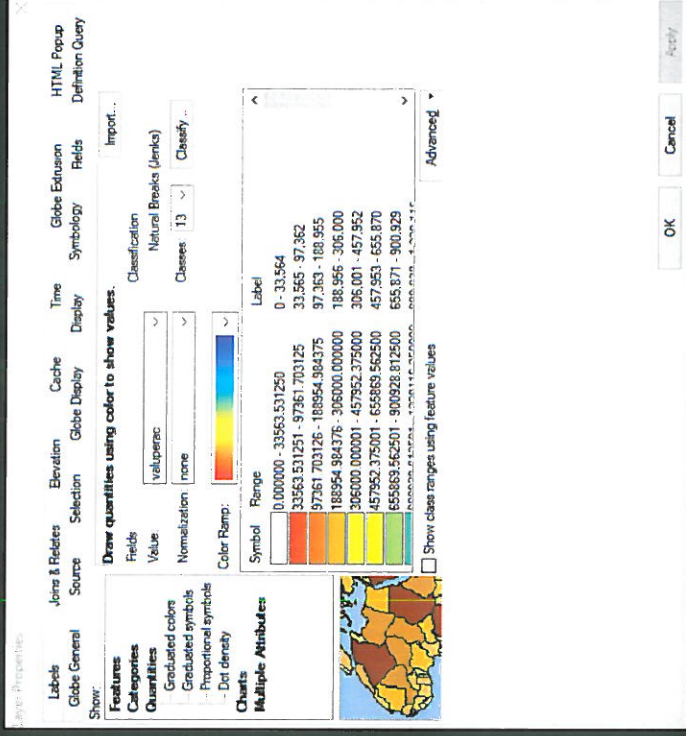 Layer Properties
Labels Joins & Relates Elevation Cache Time Globe Extrusion HTML Popup
Globe General Source Selection Globe Display Display Symbology Fields Definition Query
Show:
Features
Categories
Quantities
Graduated colors
Graduated symbols
Proportional symbols
Dot density
Charts
Multiple Attributes
Draw quantities using color to show values.
Import...
Fields
Value: valuperac
Normalization: none
Classification
Natural Breaks (Jenks)
Classes: 13 Classify...
Color Ramp:
Symbol Range Label
0.000000 - 33563.531250 0 - 33,564
33563.531251 - 97361.703125 33,565 - 97,362
97361.703126 - 188954.984375 97,363 - 188,955
188954.984376 - 306000.000000 188,956 - 306,000
306000.000001 - 457952.375000 306,001 - 457,952
457952.375001 - 655869.562500 457,953 - 655,870
655869.562501 - 900928.812500 655,871 - 900,929
Show class ranges using feature values
Advanced
OK Cancel Apply